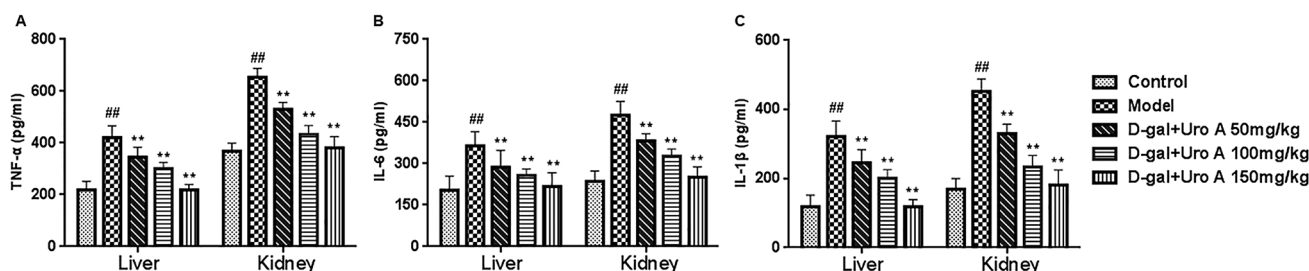 A
TNF-α (pg/ml)
800
600
400
200
0
##
**
**
**
##
**
**
**
Liver
Kidney
B
IL-6 (pg/ml)
750
600
450
300
150
0
##
**
**
**
##
**
**
**
Liver
Kidney
C
IL-1β (pg/ml)
600
400
200
0
##
**
**
**
##
**
**
**
Liver
Kidney
Control
Model
D-gal+Uro A 50mg/kg
D-gal+Uro A 100mg/kg
D-gal+Uro A 150mg/kg